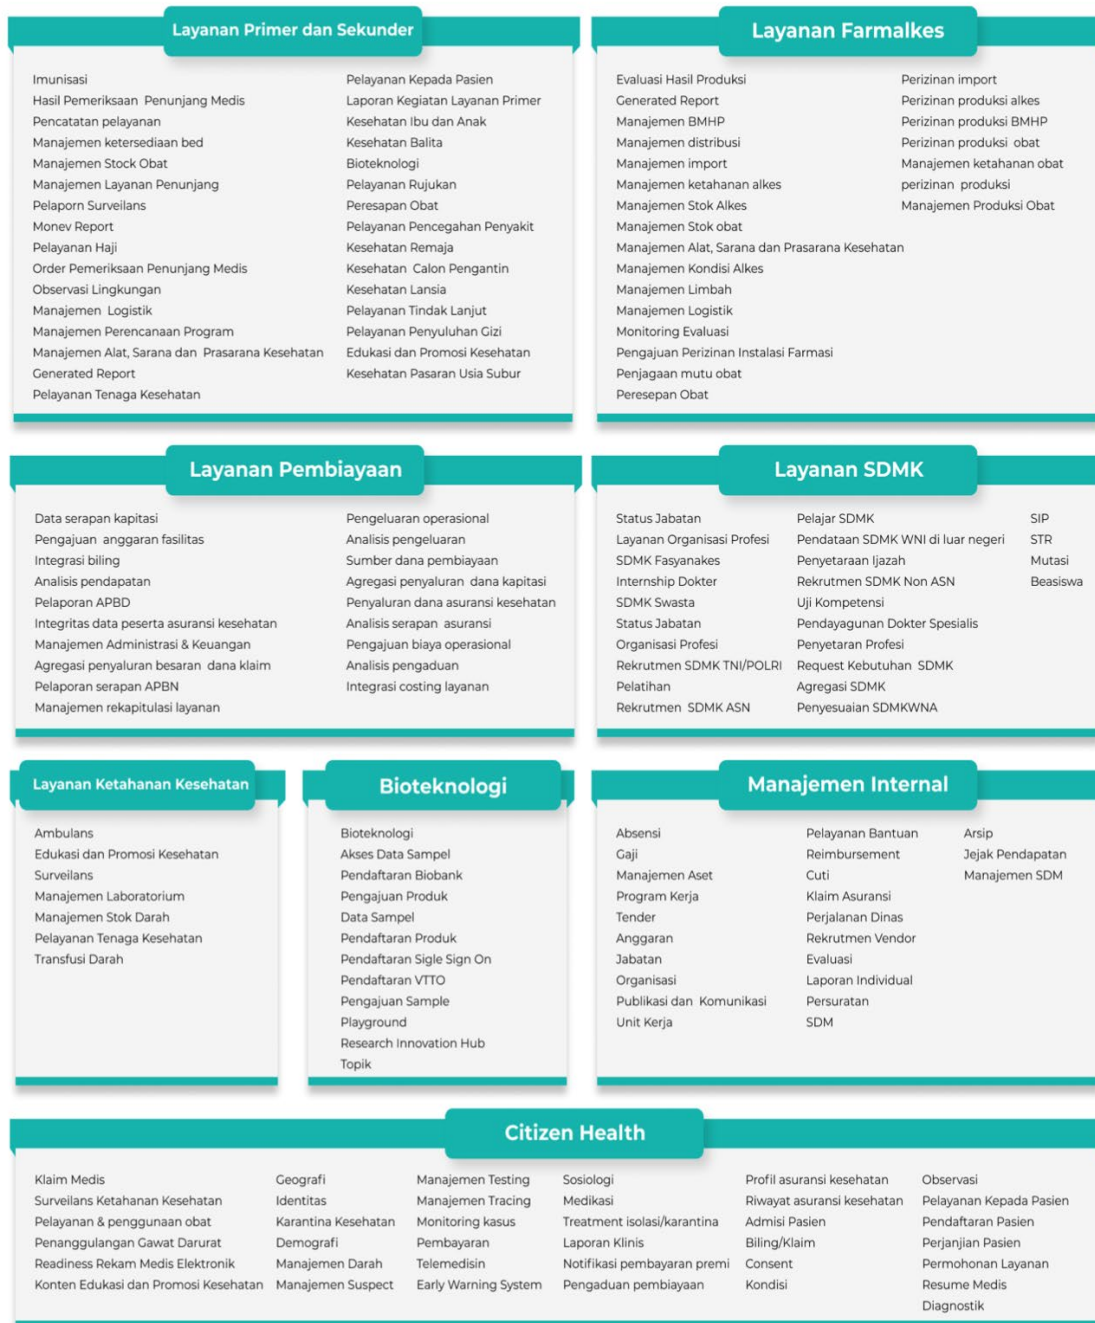 Layanan Primer dan Sekunder
Imunisasi
Hasil Pemeriksaan Penunjang Medis
Pencatatan pelayanan
Manajemen ketersediaan bed
Manajemen Stock Obat
Manajemen Layanan Penunjang
Pelaporn Surveilans
Monev Report
Pelayanan Haji
Order Pemeriksaan Penunjang Medis
Observasi Lingkungan
Manajemen Logistik
Manajemen Perencanaan Program
Manajemen Alat, Sarana dan Prasarana Kesehatan
Generated Report
Pelayanan Tenaga Kesehatan
Pelayanan Kepada Pasien
Laporan Kegiatan Layanan Primer
Kesehatan Ibu dan Anak
Kesehatan Balita
Bioteknologi
Pelayanan Rujukan
Peresapan Obat
Pelayanan Pencegahan Penyakit
Kesehatan Remaja
Kesehatan Calon Pengantin
Kesehatan Lansia
Pelayanan Tindak Lanjut
Pelayanan Penyuluhan Gizi
Edukasi dan Promosi Kesehatan
Kesehatan Pasaran Usia Subur
Layanan Farmalkes
Evaluasi Hasil Produksi
Generated Report
Manajemen BMHP
Manajemen distribusi
Manajemen import
Manajemen ketahanan alkes
Manajemen Stok Alkes
Manajemen Stok obat
Manajemen Alat, Sarana dan Prasarana Kesehatan
Manajemen Kondisi Alkes
Manajemen Limbah
Manajemen Logistik
Monitoring Evaluasi
Pengajuan Perizinan Instalasi Farmasi
Penjagaan mutu obat
Peresepan Obat
Perizinan import
Perizinan produksi alkes
Perizinan produksi BMHP
Perizinan produksi obat
Manajemen ketahanan obat
perizinan produksi
Manajemen Produksi Obat
Layanan Pembiayaan
Data serapan kapitasi
Pengajuan anggaran fasilitas
Integrasi biling
Analisis pendapatan
Pelaporan APBD
Integritas data peserta asuransi kesehatan
Manajemen Administrasi & Keuangan
Agregasi penyaluran besaran dana klaim
Pelaporan serapan APBN
Manajemen rekapitulasi layanan
Pengeluaran operasional
Analisis pengeluaran
Sumber dana pembiayaan
Agregasi penyaluran dana kapitasi
Penyaluran dana asuransi kesehatan
Analisis serapan asuransi
Pengajuan biaya operasional
Analisis pengaduan
Integrasi costing layanan
Layanan SDMK
Status Jabatan
Layanan Organisasi Profesi
SDMK Fasyanakes
Internship Dokter
SDMK Swasta
Status Jabatan
Organisasi Profesi
Rekrutmen SDMK TNI/POLRI
Pelatihan
Rekrutmen SDMK ASN
Pelajar SDMK
Pendataan SDMK WNI di luar negeri
Penyetaraan Ijazah
Rekrutmen SDMK Non ASN
Uji Kompetensi
Pendayagunan Dokter Spesialis
Penyetaran Profesi
Request Kebutuhan SDMK
Agregasi SDMK
Penyesuaian SDMKWNA
SIP
STR
Mutasi
Beasiswa
Layanan Ketahanan Kesehatan
Ambulans
Edukasi dan Promosi Kesehatan
Surveilans
Manajemen Laboratorium
Manajemen Stok Darah
Pelayanan Tenaga Kesehatan
Transfusi Darah
Bioteknologi
Bioteknologi
Akses Data Sampel
Pendaftaran Biobank
Pengajuan Produk
Data Sampel
Pendaftaran Produk
Pendaftaran Sigle Sign On
Pendaftaran VTTO
Pengajuan Sample
Playground
Research Innovation Hub
Topik
Manajemen Internal
Absensi
Gaji
Manajemen Aset
Program Kerja
Tender
Anggaran
Jabatan
Organisasi
Publikasi dan Komunikasi
Unit Kerja
Pelayanan Bantuan
Reimbursement
Cuti
Klaim Asuransi
Perjalanan Dinas
Rekrutmen Vendor
Evaluasi
Laporan Individual
Persuratan
SDM
Arsip
Jejak Pendapatan
Manajemen SDM
Citizen Health
Klaim Medis
Surveilans Ketahanan Kesehatan
Pelayanan & penggunaan obat
Penanggulangan Gawat Darurat
Readiness Rekam Medis Elektronik
Konten Edukasi dan Promosi Kesehatan
Geografi
Identitas
Karantina Kesehatan
Demografi
Manajemen Darah
Manajemen Suspect
Manajemen Testing
Manajemen Tracing
Monitoring kasus
Pembayaran
Telemedisin
Early Warning System
Sosiologi
Medikasi
Treatment isolasi/karantina
Laporan Klinis
Notifikasi pembayaran premi
Pengaduan pembiayaan
Profil asuransi kesehatan
Riwayat asuransi kesehatan
Admisi Pasien
Biling/Klaim
Consent
Kondisi
Observasi
Pelayanan Kepada Pasien
Pendaftaran Pasien
Perjanjian Pasien
Permohonan Layanan
Resume Medis
Diagnostik